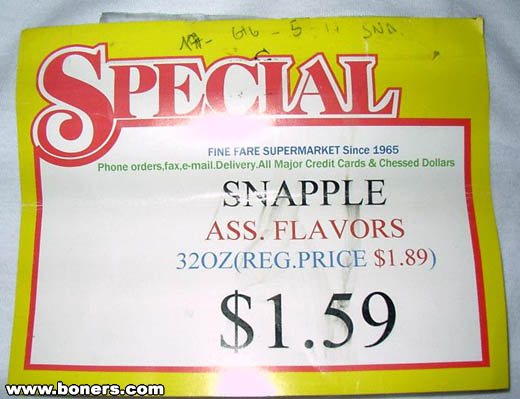 SPECIAL
FINE FARE SUPERMARKET Since 1965
Phone orders,fax,e-mail.Delivery.All Major Credit Cards & Chessed Dollars
SNAPPLE
ASS. FLAVORS
32OZ(REG.PRICE $1.89)
$1.59
www.boners.com